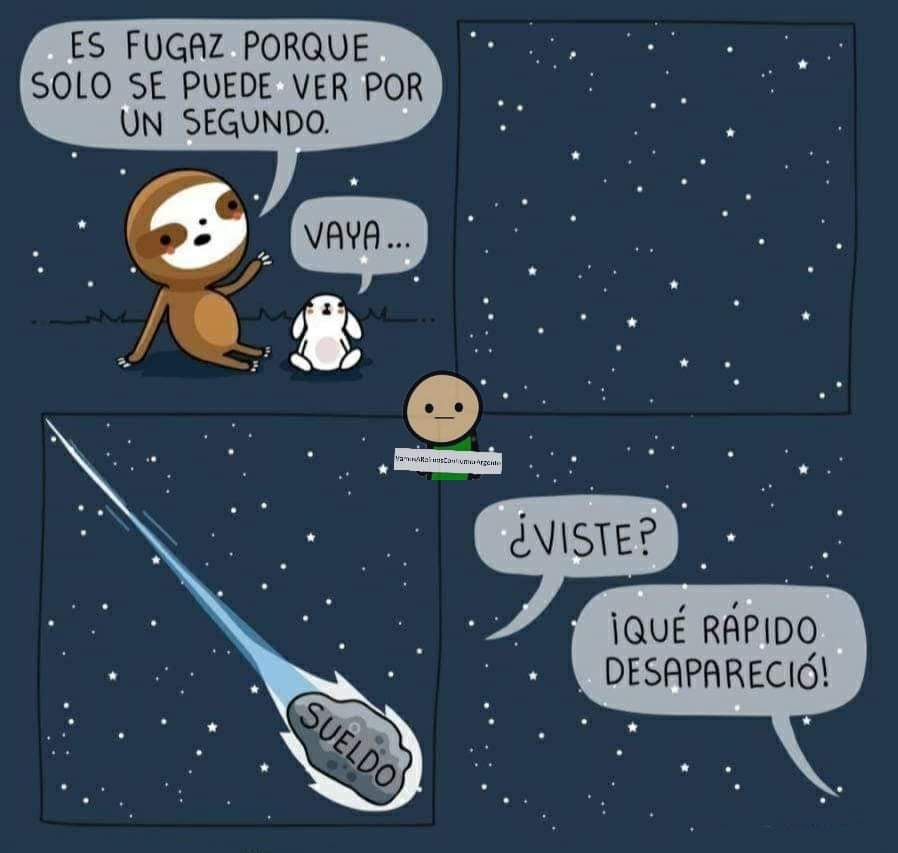 ES FUGAZ PORQUE
SOLO SE PUEDE VER POR
UN SEGUNDO.
VAYA...
SUELDO
¿VISTE?
¡QUÉ RÁPIDO
DESAPARECIÓ!